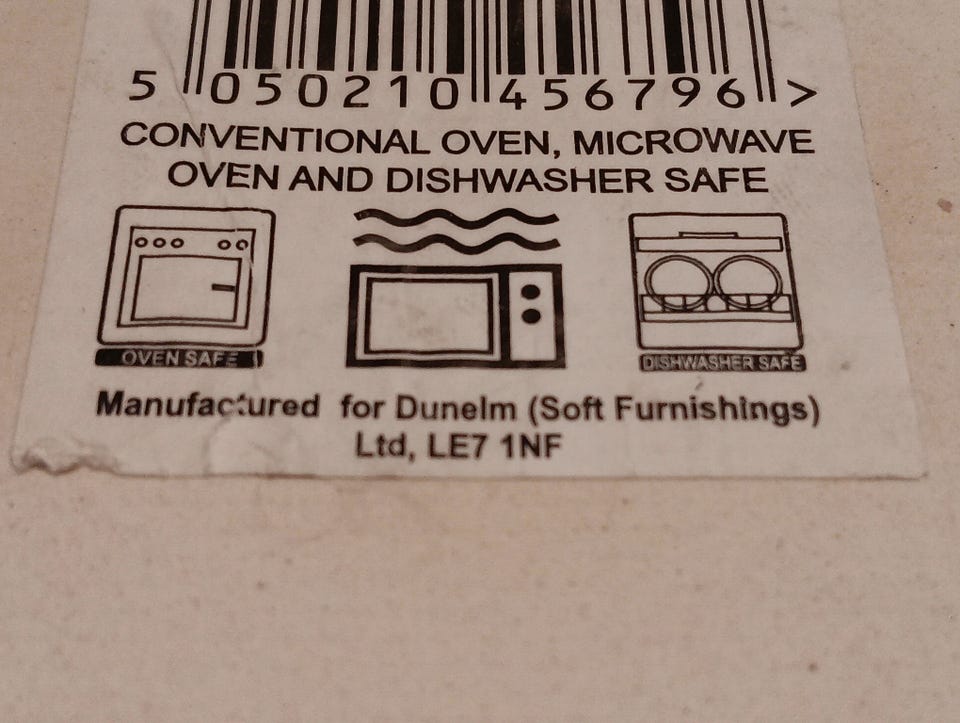 5 050210 456796 >
CONVENTIONAL OVEN, MICROWAVE
OVEN AND DISHWASHER SAFE
OVEN SAFE
DISHWASHER SAFE
Manufactured for Dunelm (Soft Furnishings)
Ltd, LE7 1NF